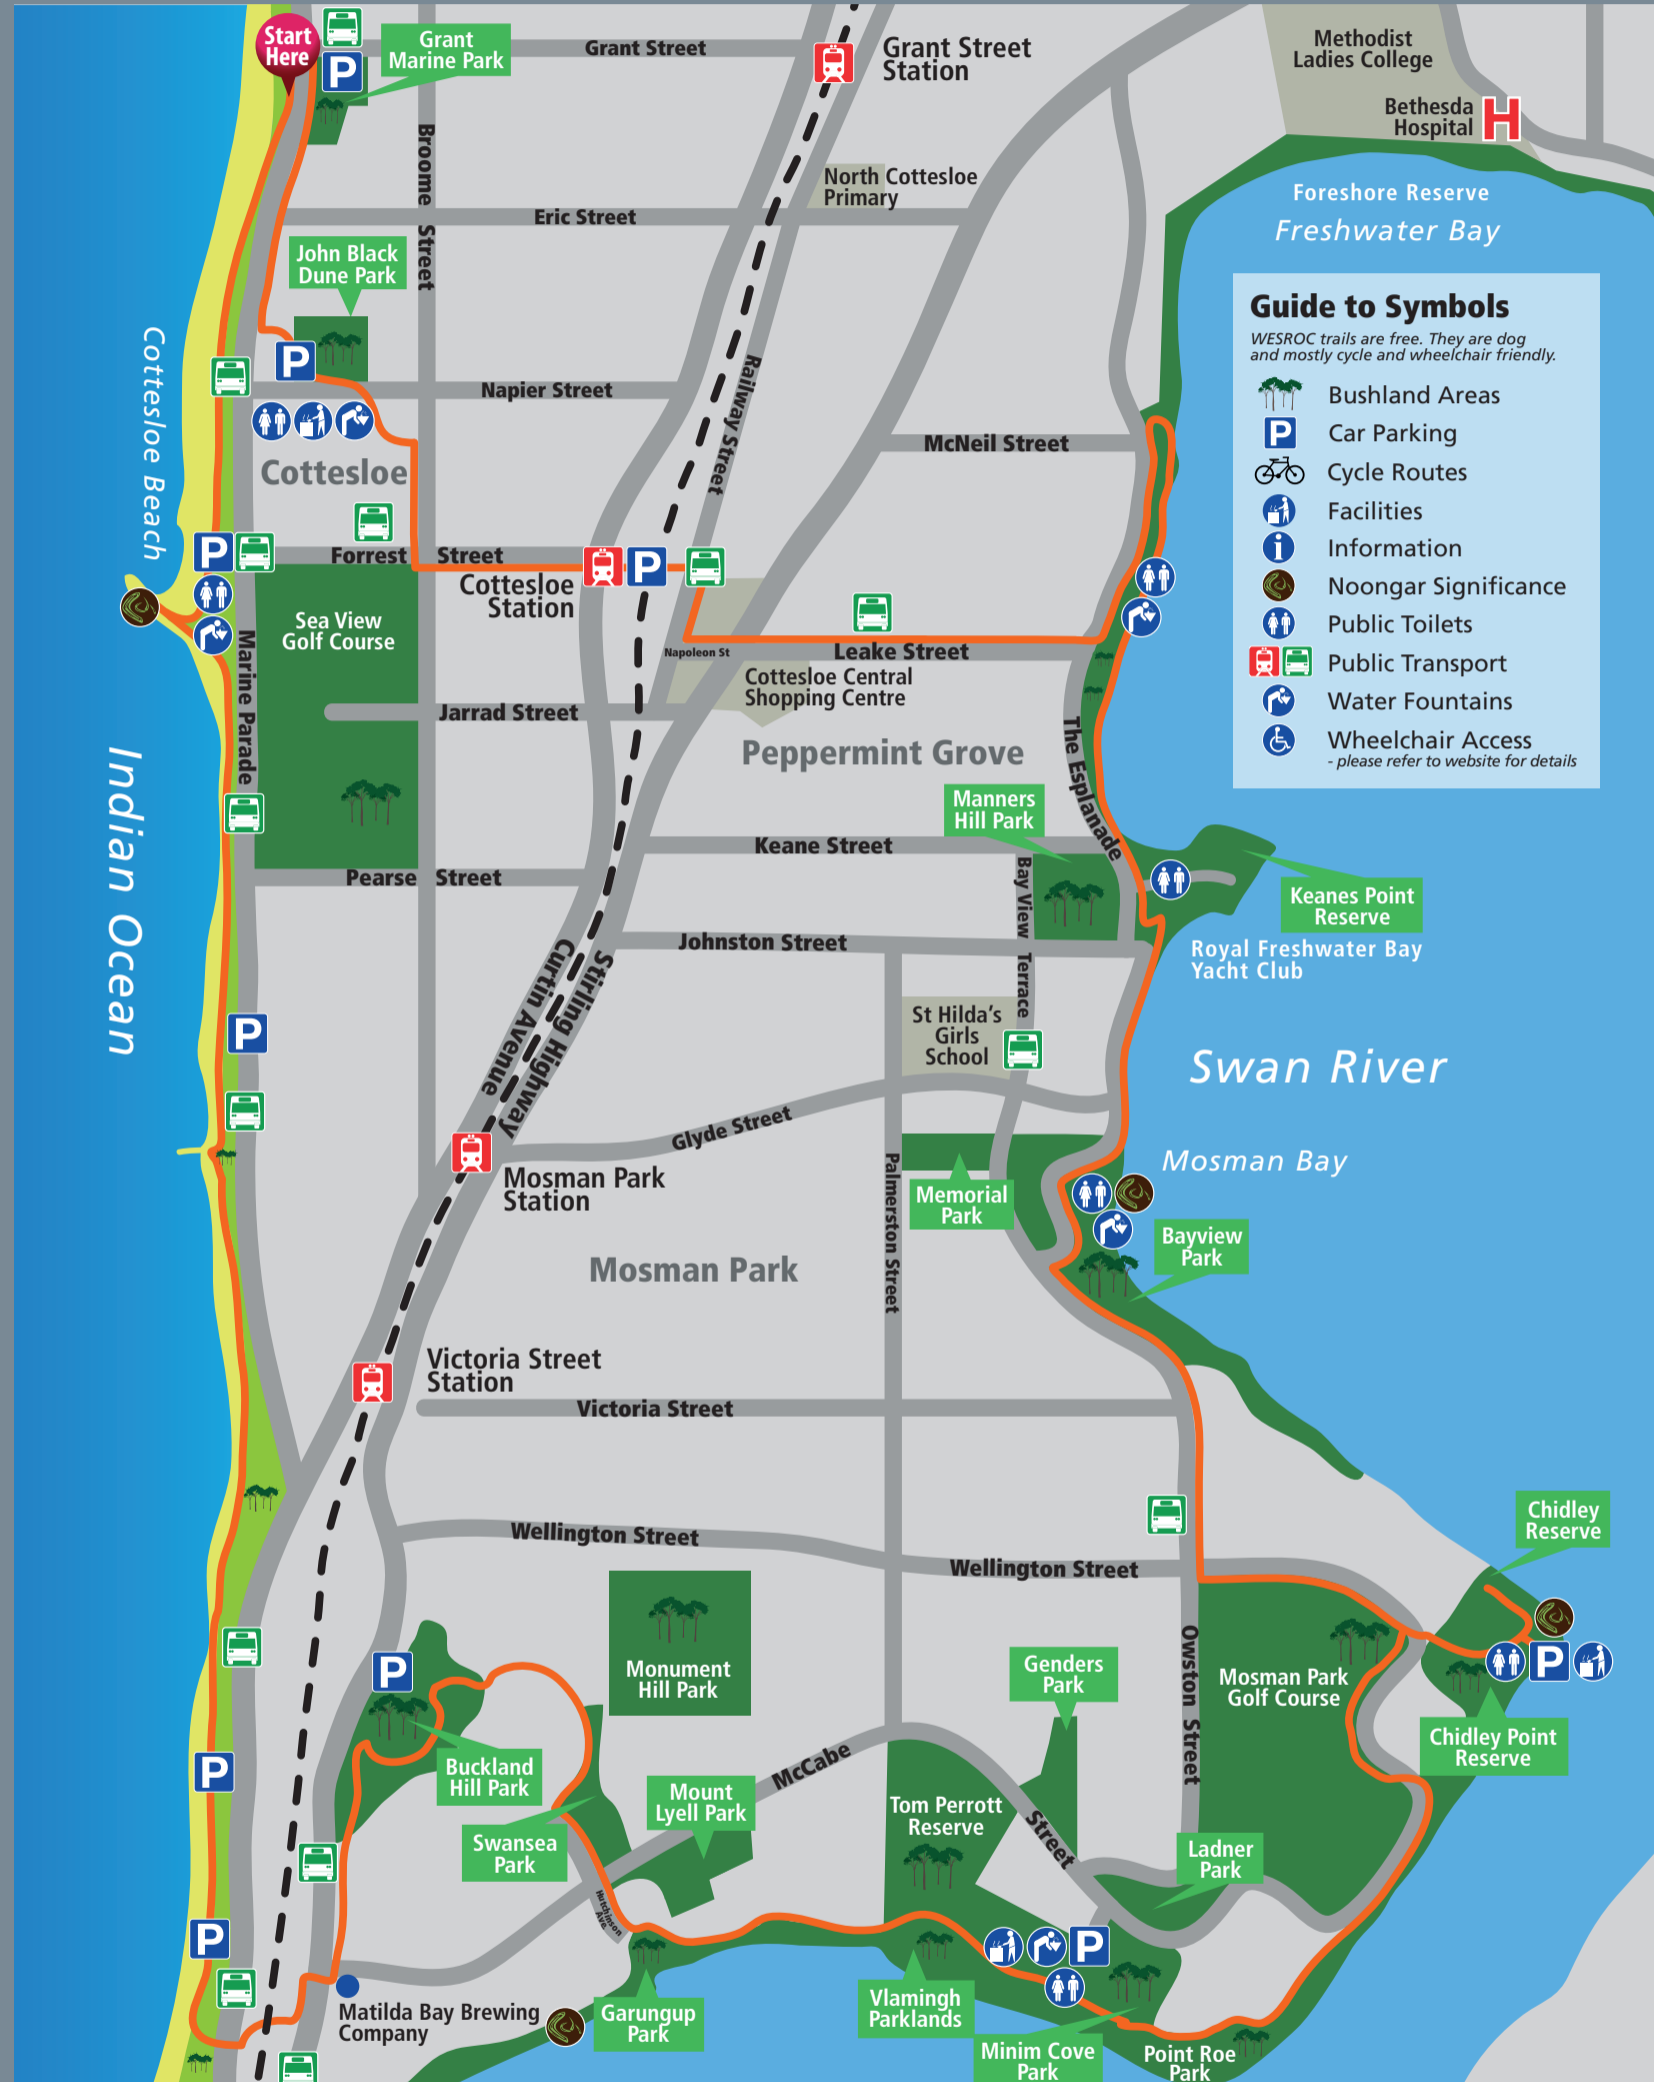 Start
Here
P
Grant
Marine Park
Grant Street
Grant Street
Station
Methodist
Ladies College
Bethesda
Hospital
H
Broome Street
North Cottesloe
Primary
Eric Street
Foreshore Reserve
Freshwater Bay
John Black
Dune Park
P
Napier Street
Railway Street
Cottesloe Beach
Cottesloe
McNeil Street
Guide to Symbols
WESROC trails are free. They are dog
and mostly cycle and wheelchair friendly.
Bushland Areas
P
Car Parking
Cycle Routes
Facilities
i
Information
Noongar Significance
Public Toilets
Public Transport
Water Fountains
Wheelchair Access
- please refer to website for details
P
Forrest Street
Cottesloe
Station
P
Sea View
Golf Course
Marine Parade
Napoleon St
Leake Street
Cottesloe Central
Shopping Centre
Jarrad Street
Peppermint Grove
The Esplanade
Indian Ocean
Manners
Hill Park
Keane Street
Pearse Street
Bay View Terrace
Keanes Point
Reserve
Johnston Street
Royal Freshwater Bay
Yacht Club
Curtin Avenue
Stirling Highway
P
St Hilda's
Girls
School
Swan River
Glyde Street
Mosman Park
Station
Palmerston Street
Memorial
Park
Mosman Bay
Bayview
Park
Mosman Park
Victoria Street
Station
Victoria Street
Wellington Street
Wellington Street
Chidley
Reserve
P
Monument
Hill Park
Genders
Park
Owston Street
Mosman Park
Golf Course
P
Chidley Point
Reserve
P
Buckland
Hill Park
McCabe Street
Mount
Lyell Park
Tom Perrott
Reserve
Swansea
Park
Ladner
Park
Hutchinson
Ave
P
P
Matilda Bay Brewing
Company
Garungup
Park
Vlamingh
Parklands
Minim Cove
Park
Point Roe
Park